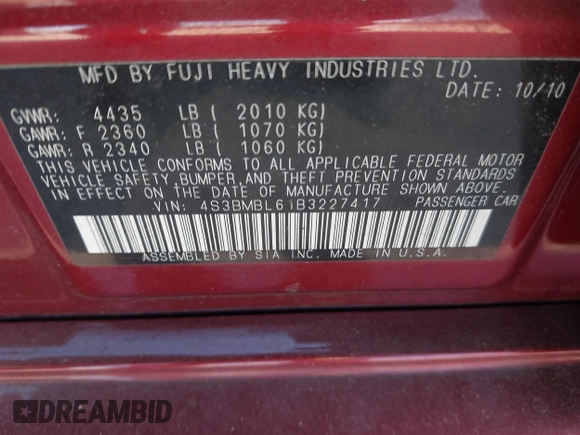 MFD BY FUJI HEAVY INDUSTRIES LTD.
DATE: 10/10
GVWR: 4435 LB ( 2010 KG)
GAWR: F 2360 LB ( 1070 KG)
GAWR: R 2340 LB ( 1060 KG)
THIS VEHICLE CONFORMS TO ALL APPLICABLE FEDERAL MOTOR
VEHICLE SAFETY, BUMPER, AND THEFT PREVENTION STANDARDS
IN EFFECT ON THE DATE OF MANUFACTURE SHOWN ABOVE.
VIN: 4S3BMBL61B3227417 PASSENGER CAR
ASSEMBLED BY SIA INC. MADE IN U.S.A.
DREAMBID